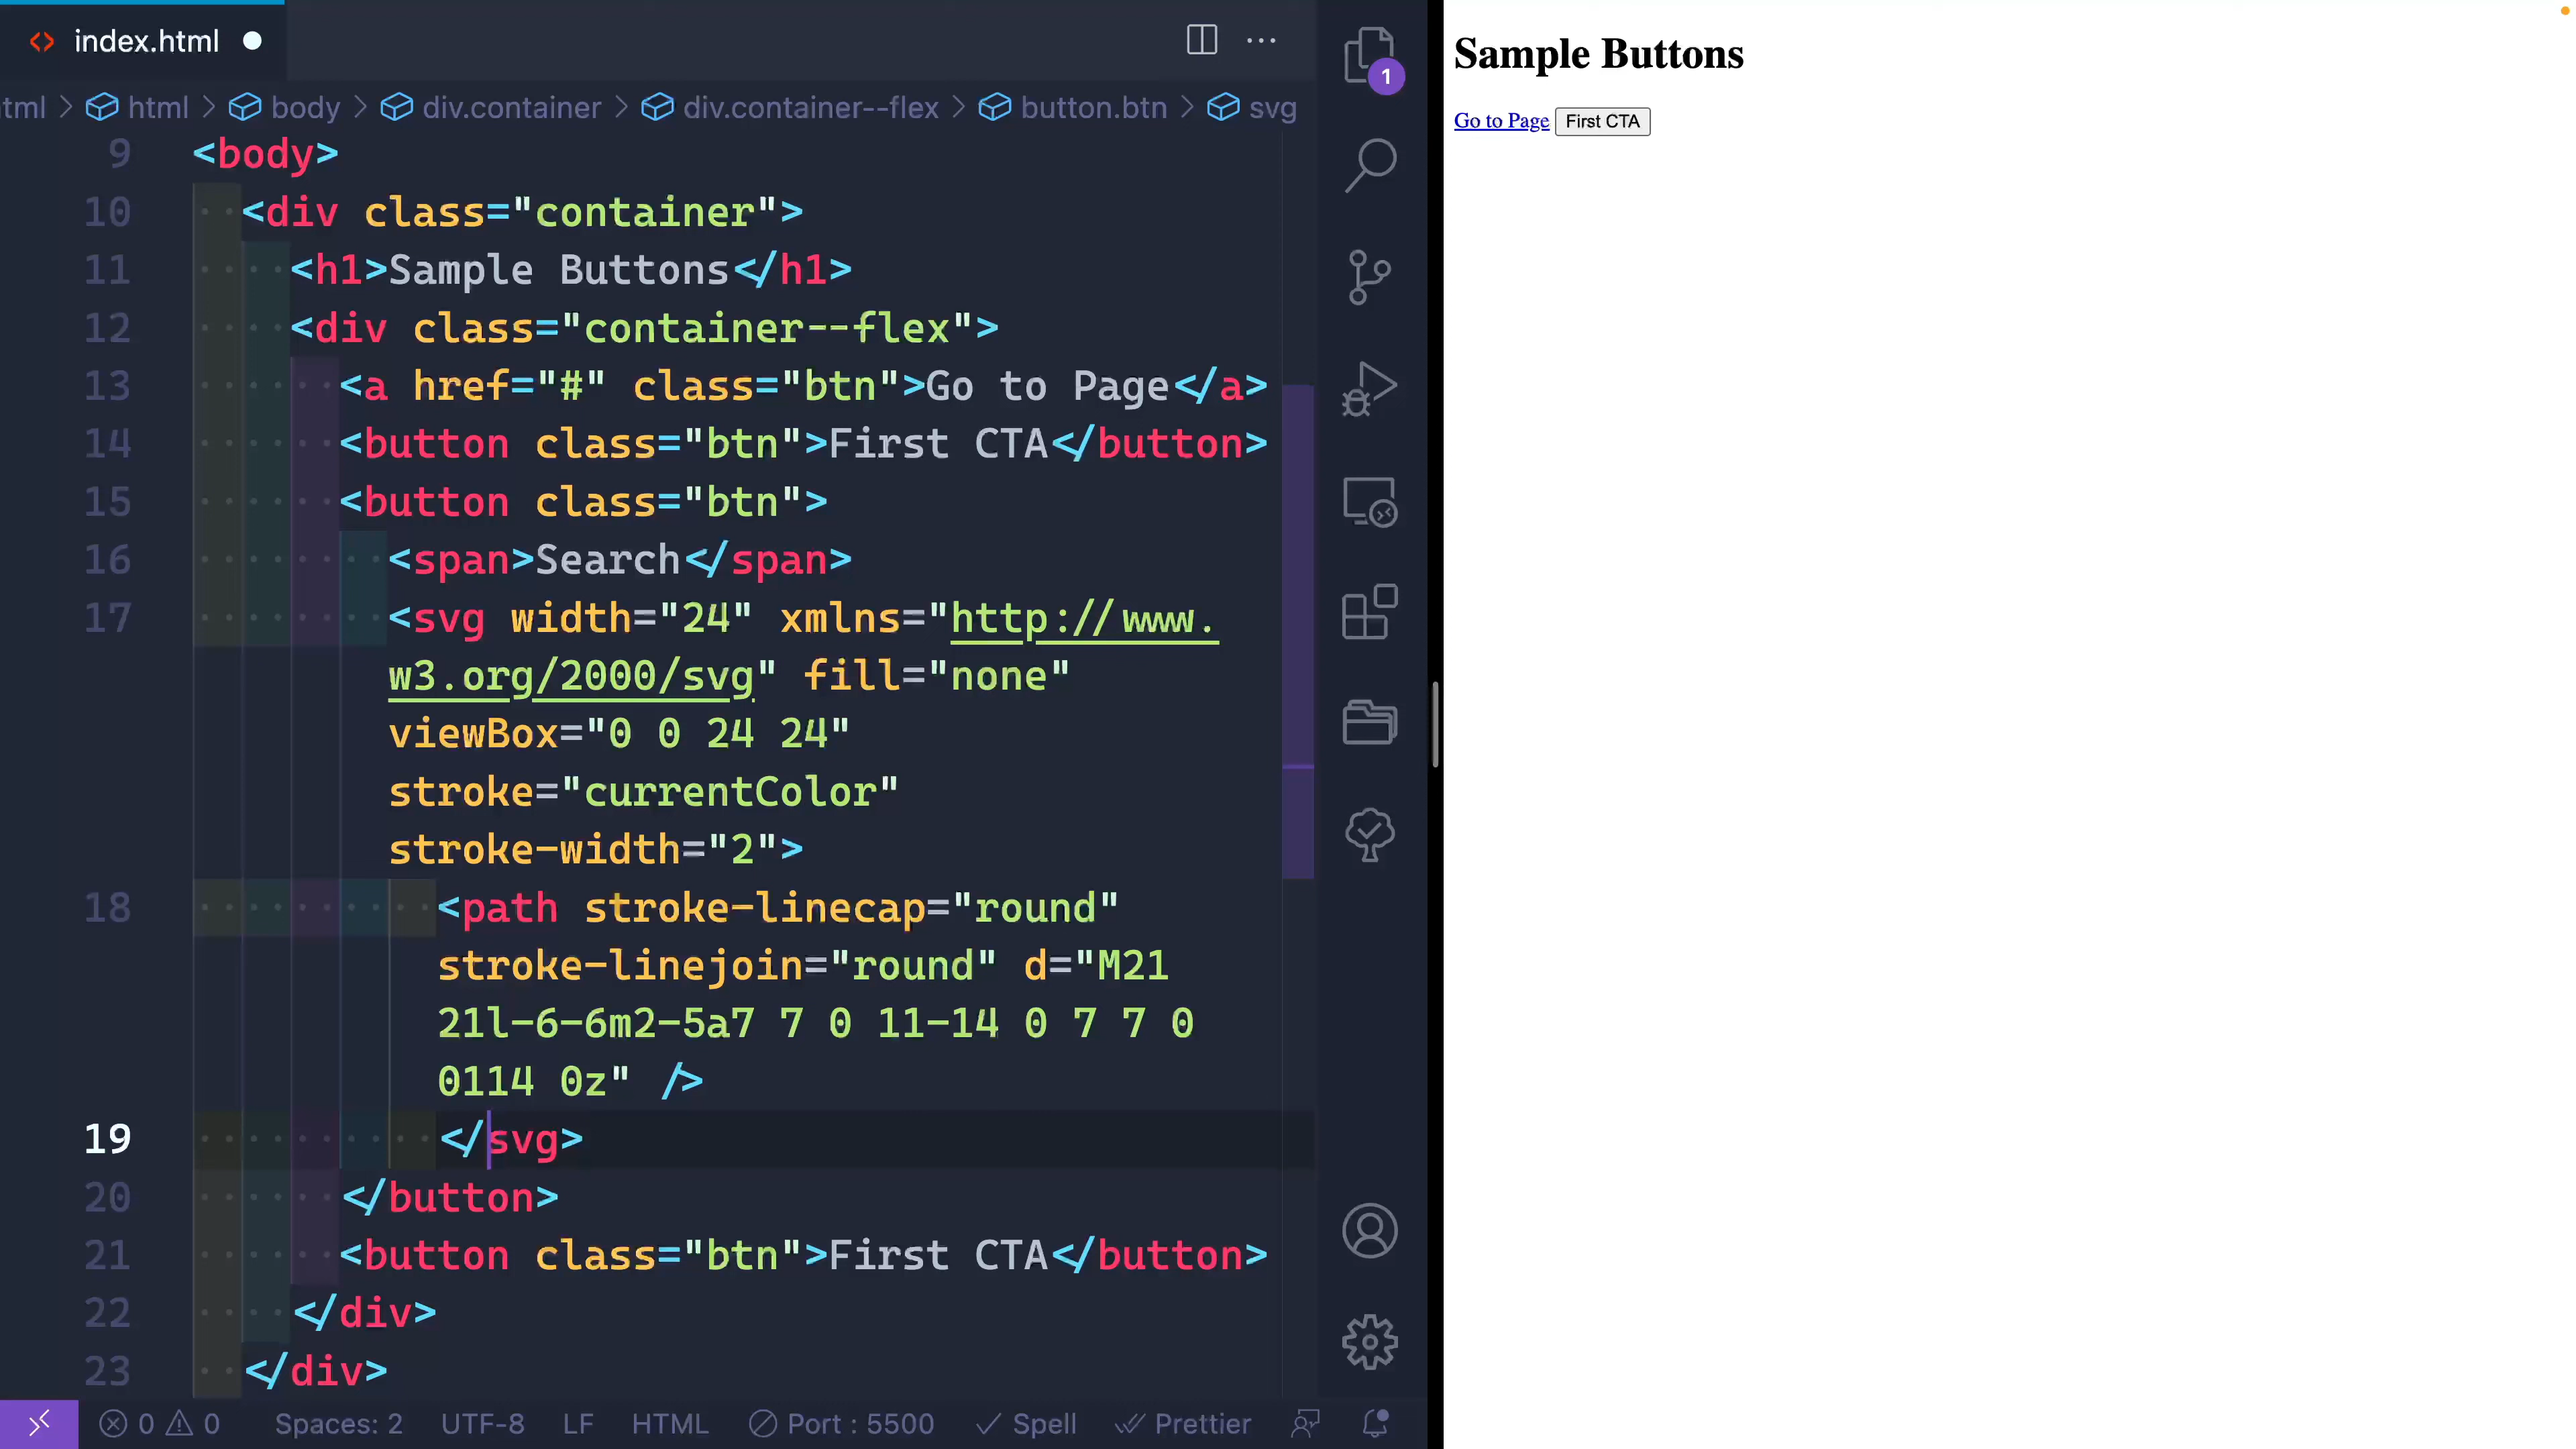 index.html
tml > html > body > div.container > div.container--flex > button.btn > svg
9 <body>
10 <div class="container">
11 <h1>Sample Buttons</h1>
12 <div class="container--flex">
13 <a href="#" class="btn">Go to Page</a>
14 <button class="btn">First CTA</button>
15 <button class="btn">
16 <span>Search</span>
17 <svg width="24" xmlns="http://www.
w3.org/2000/svg" fill="none"
viewBox="0 0 24 24"
stroke="currentColor"
stroke-width="2">
18 <path stroke-linecap="round"
stroke-linejoin="round" d="M21
21l-6-6m2-5a7 7 0 11-14 0 7 7 0
0114 0z" />
19 </svg>
20 </button>
21 <button class="btn">First CTA</button>
22 </div>
23 </div>
0 0 Spaces: 2 UTF-8 LF HTML Port : 5500 Spell Prettier
1
Sample Buttons
Go to Page First CTA